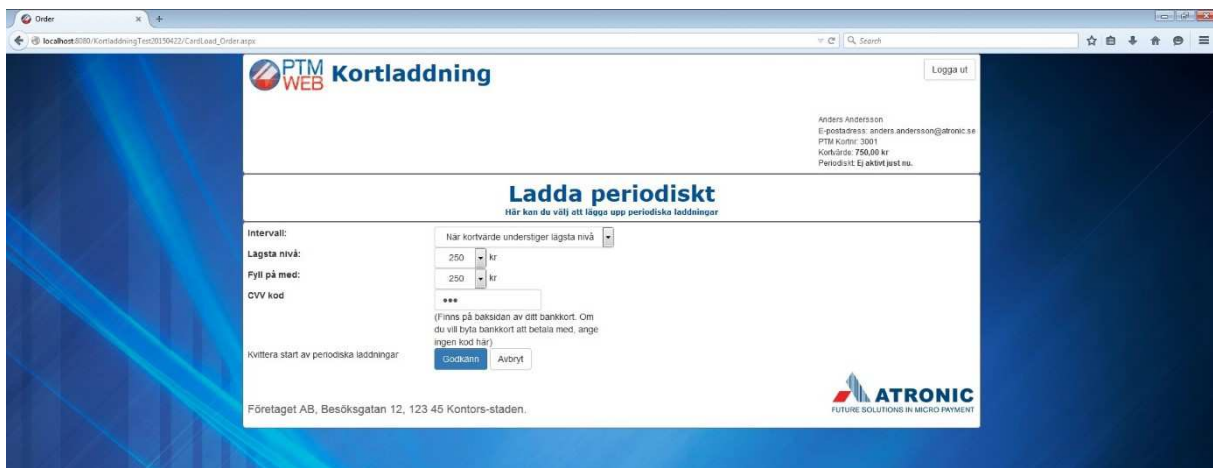 Order
localhost:8080/KortladdningTest20150422/CardLoad_Order.aspx
Search
PTM
WEB
Kortladdning
Logga ut
Anders Andersson
E-postadress: anders.andersson@atronic.se
PTM Kortnr: 3001
Kortvärde: 750,00 kr
Periodiskt: Ej aktivt just nu.
Ladda periodiskt
Här kan du välj att lägga upp periodiska laddningar
Intervall:
När kortvärde understiger lägsta nivå
Lägsta nivå:
250 kr
Fyll på med:
250 kr
CVV kod
(Finns på baksidan av ditt bankkort. Om
du vill byta bankkort att betala med, ange
ingen kod här)
Kvittera start av periodiska laddningar
Godkänn
Avbryt
ATRONIC
FUTURE SOLUTIONS IN MICRO PAYMENT
Företaget AB, Besöksgatan 12, 123 45 Kontors-staden.